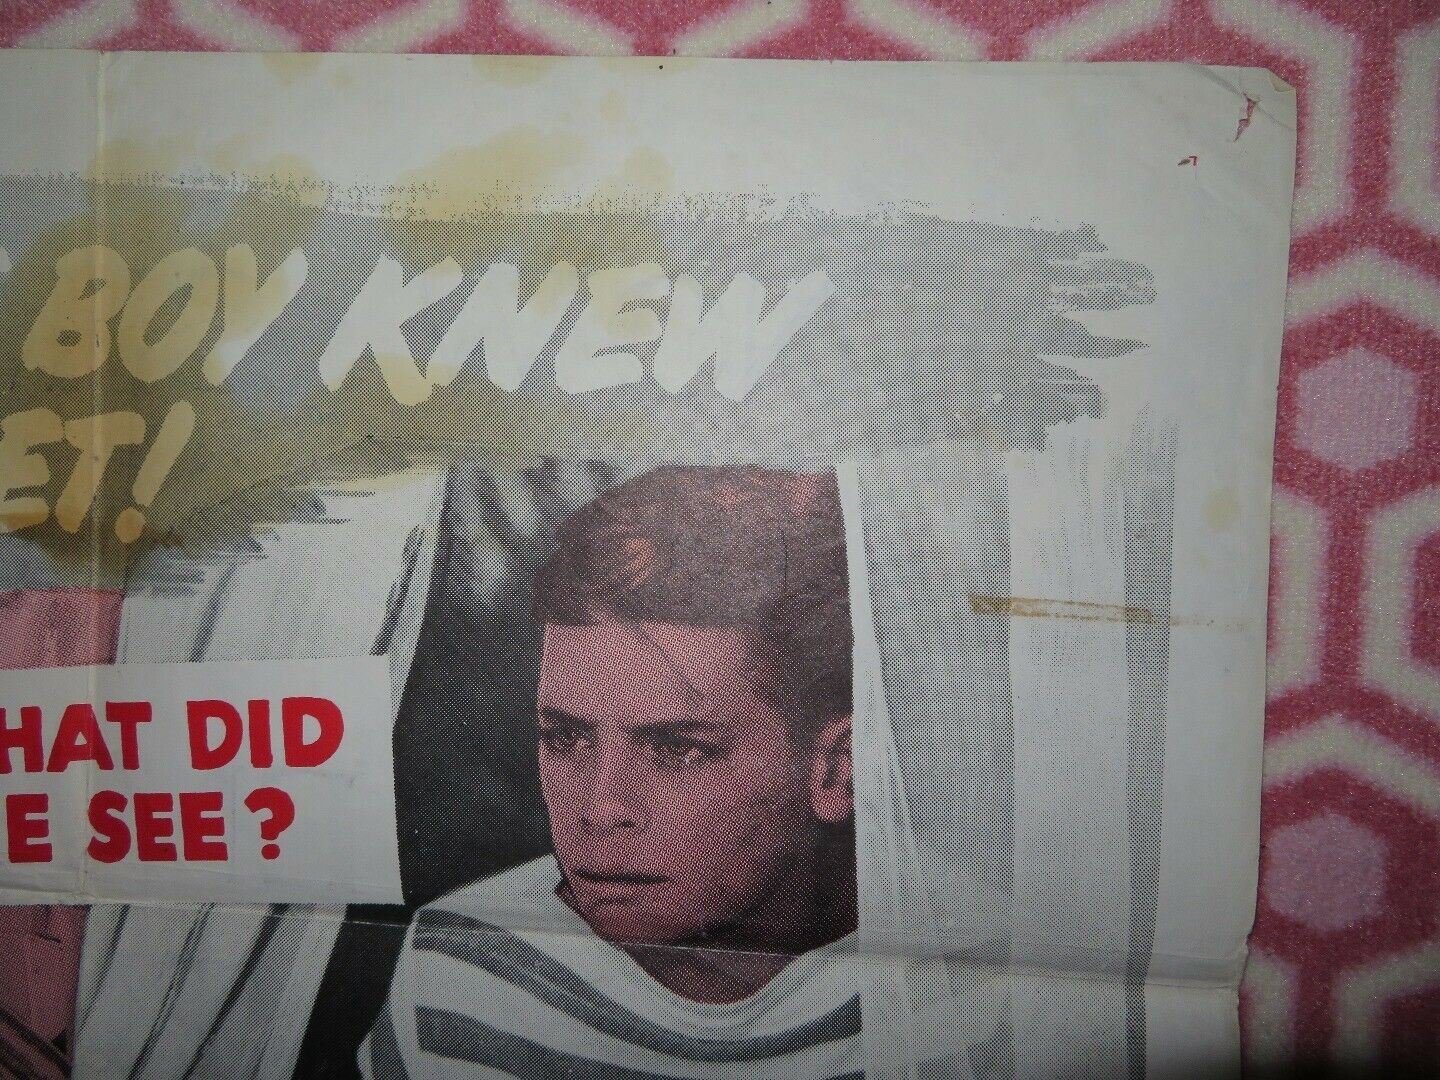 BOY KNEW
ET!
HAT DID
E SEE?